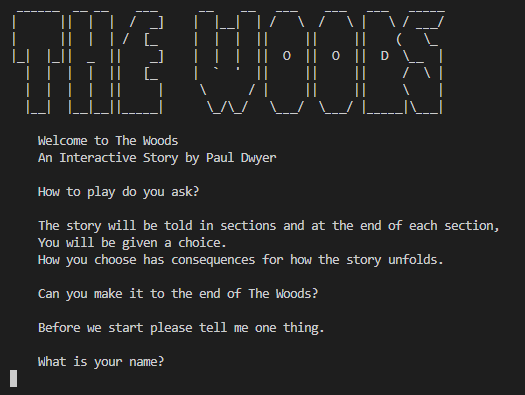 THE WOODS
Welcome to The Woods
An Interactive Story by Paul Dwyer
How to play do you ask?
The story will be told in sections and at the end of each section,
You will be given a choice.
How you choose has consequences for how the story unfolds.
Can you make it to the end of The Woods?
Before we start please tell me one thing.
What is your name?